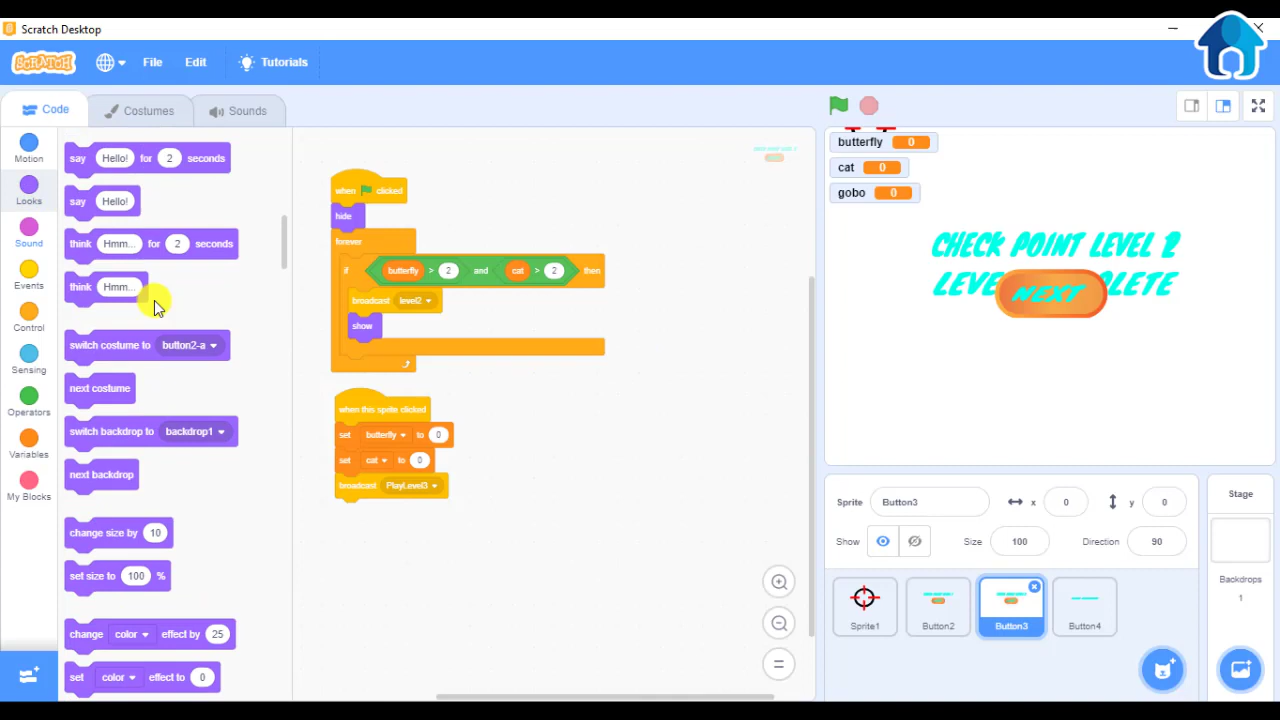 Scratch Desktop
SCRATCH
File
Edit
Tutorials
Code
Costumes
Sounds
Motion
Looks
Sound
Events
Control
Sensing
Operators
Variables
My Blocks
say Hello! for 2 seconds
say Hello!
think Hmm... for 2 seconds
think Hmm...
switch costume to button2-a
next costume
switch backdrop to backdrop1
next backdrop
change size by 10
set size to 100 %
change color effect by 25
set color effect to 0
when clicked
hide
forever
if butterfly > 2 and cat > 2 then
broadcast level2
show
when this sprite clicked
set butterfly to 0
set cat to 0
broadcast PlayLevel3
butterfly 0
cat 0
gobo 0
CHECK POINT LEVEL 2
NEXT
Sprite Button3 x 0 y 0
Show Size 100 Direction 90
Sprite1
Button2
Button3
Button4
Stage
Backdrops
1